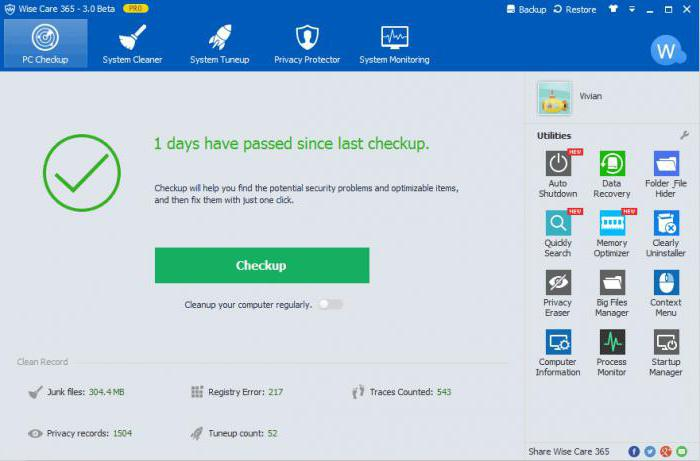 Wise Care 365 - 3.0 Beta PRO
Backup Restore
PC Checkup System Cleaner System Tuneup Privacy Protector System Monitoring
W
1 days have passed since last checkup.
Checkup will help you find the potential security problems and optimizable items,
and then fix them with just one click.
Checkup
Cleanup your computer regularly.
Clean Record
Junk files: 304.4 MB Registry Error: 217 Traces Counted: 543
Privacy records: 1504 Tuneup count: 52
Vivian
Utilities
NEW
Auto Shutdown
Data Recovery
Folder_File Hider
NEW
Quickly Search
NEW
Memory Optimizer
Clearly Uninstaller
Privacy Eraser
Big Files Manager
Context Menu
Computer Information
Process Monitor
Startup Manager
Share Wise Care 365